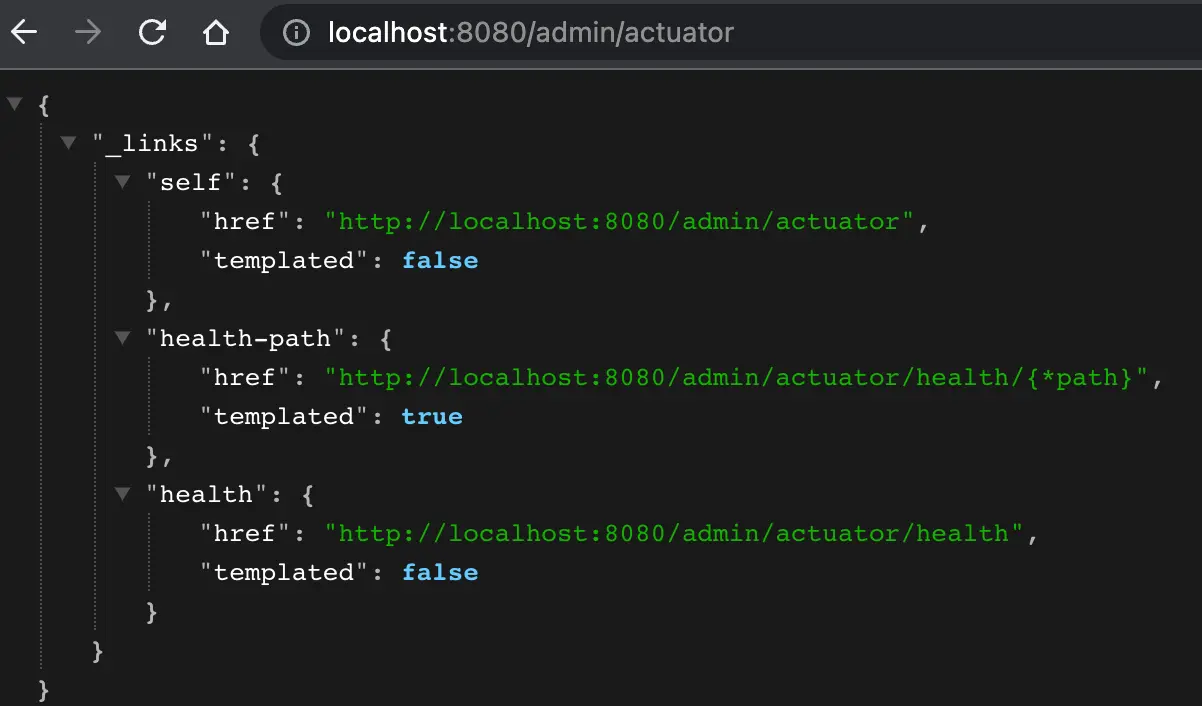 localhost:8080/admin/actuator
{
"_links": {
"self": {
"href": "http://localhost:8080/admin/actuator",
"templated": false
},
"health-path": {
"href": "http://localhost:8080/admin/actuator/health/{*path}",
"templated": true
},
"health": {
"href": "http://localhost:8080/admin/actuator/health",
"templated": false
}
}
}